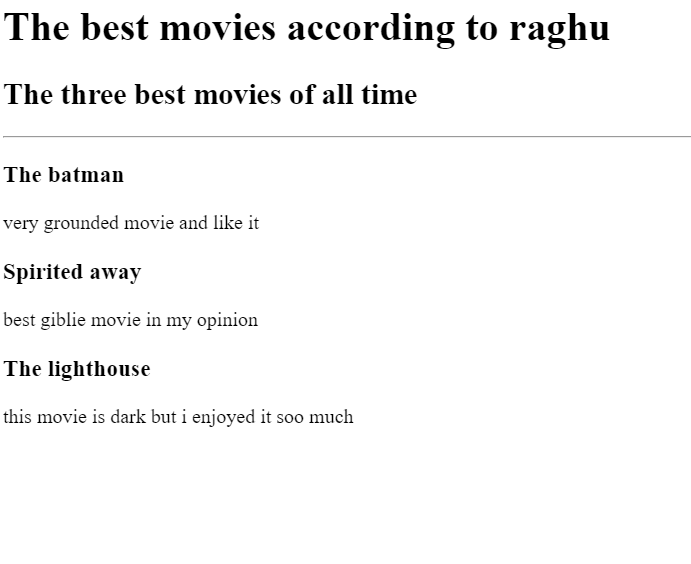 The best movies according to raghu
The three best movies of all time
The batman
very grounded movie and like it
Spirited away
best giblie movie in my opinion
The lighthouse
this movie is dark but i enjoyed it soo much